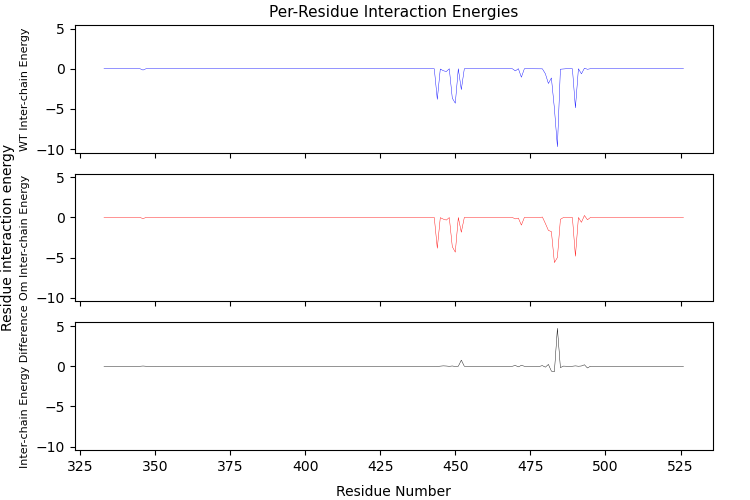 Per-Residue Interaction Energies
Residue interaction energy
WT Inter-chain Energy
5
0
−5
−10
Om Inter-chain Energy
5
0
−5
−10
Inter-chain Energy Difference
5
0
−5
−10
325 350 375 400 425 450 475 500 525
Residue Number